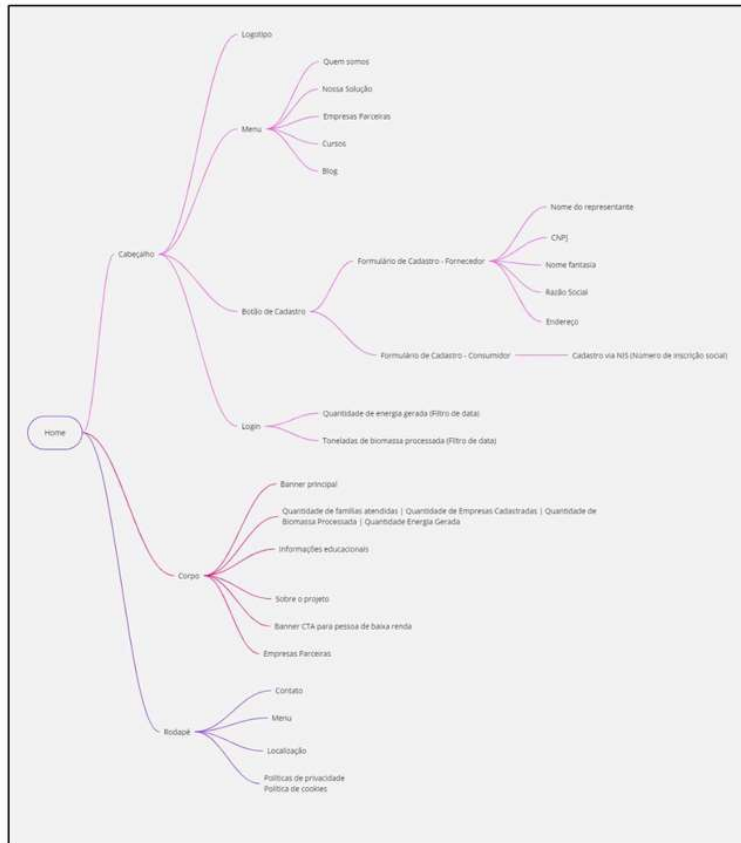 Logotipo
Quem somos
Nossa Solução
Menu
Empresas Parceiras
Cursos
Blog
Nome do representante
CNPJ
Cabeçalho
Formulário de Cadastro - Fornecedor
Nome fantasia
Razão Social
Botão de Cadastro
Endereço
Formulário de Cadastro - Consumidor
Cadastro via NIS (Número de inscrição social)
Quantidade de energia gerada (Filtro de data)
Login
Toneladas de biomassa processada (Filtro de data)
Home
Banner principal
Quantidade de famílias atendidas | Quantidade de Empresas Cadastradas | Quantidade de
Biomassa Processada | Quantidade Energia Gerada
Informações educacionais
Corpo
Sobre o projeto
Banner CTA para pessoa de baixa renda
Empresas Parceiras
Contato
Menu
Rodapé
Localização
Políticas de privacidade
Política de cookies